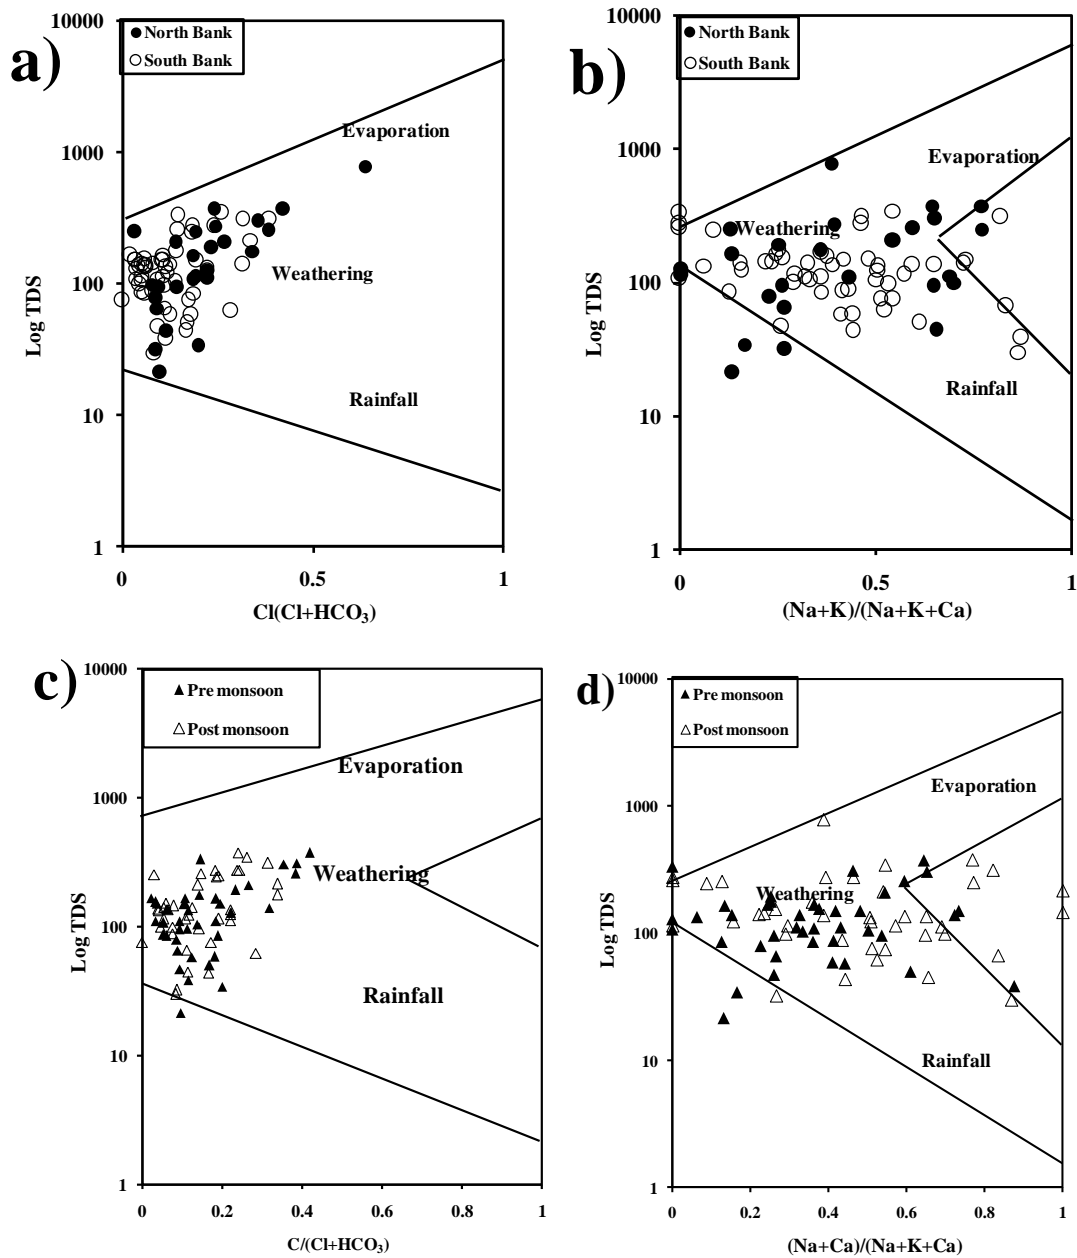 a)
10000
1000
100
10
1
Log TDS
North Bank
South Bank
Evaporation
Weathering
Rainfall
0
0.5
1
Cl(Cl+HCO₃)
b)
10000
1000
100
10
1
Log TDS
North Bank
South Bank
Evaporation
Weathering
Rainfall
0
0.5
1
(Na+K)/(Na+K+Ca)
c)
10000
1000
100
10
1
Log TDS
Pre monsoon
Post monsoon
Evaporation
Weathering
Rainfall
0
0.2
0.4
0.6
0.8
1
C/(Cl+HCO₃)
d)
10000
1000
100
10
1
Log TDS
Pre monsoon
Post monsoon
Evaporation
Weathering
Rainfall
0
0.2
0.4
0.6
0.8
1
(Na+Ca)/(Na+K+Ca)